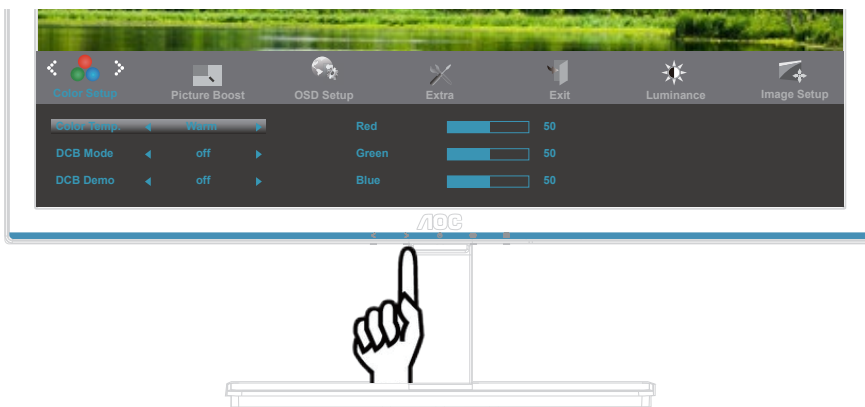 Color Setup Picture Boost OSD Setup Extra Exit Luminance Image Setup
Color Temp. Warm Red 50
DCB Mode off Green 50
DCB Demo off Blue 50
AOC